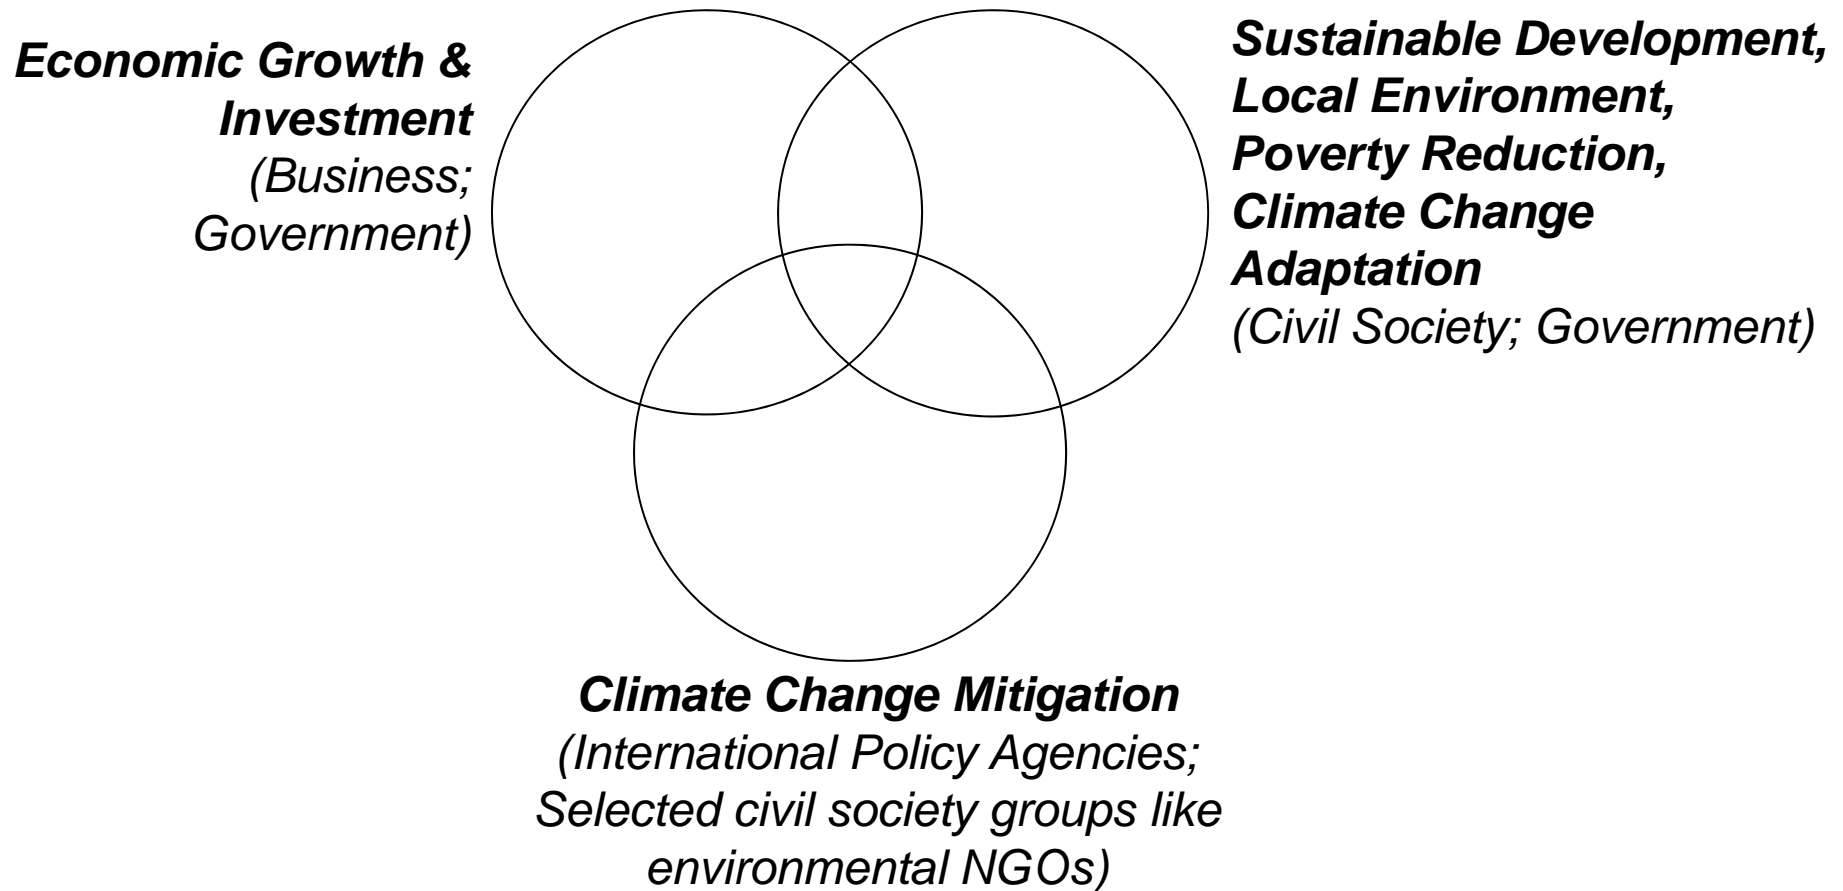 Economic Growth &
Investment
(Business;
Government)
Sustainable Development,
Local Environment,
Poverty Reduction,
Climate Change
Adaptation
(Civil Society; Government)
Climate Change Mitigation
(International Policy Agencies;
Selected civil society groups like
environmental NGOs)